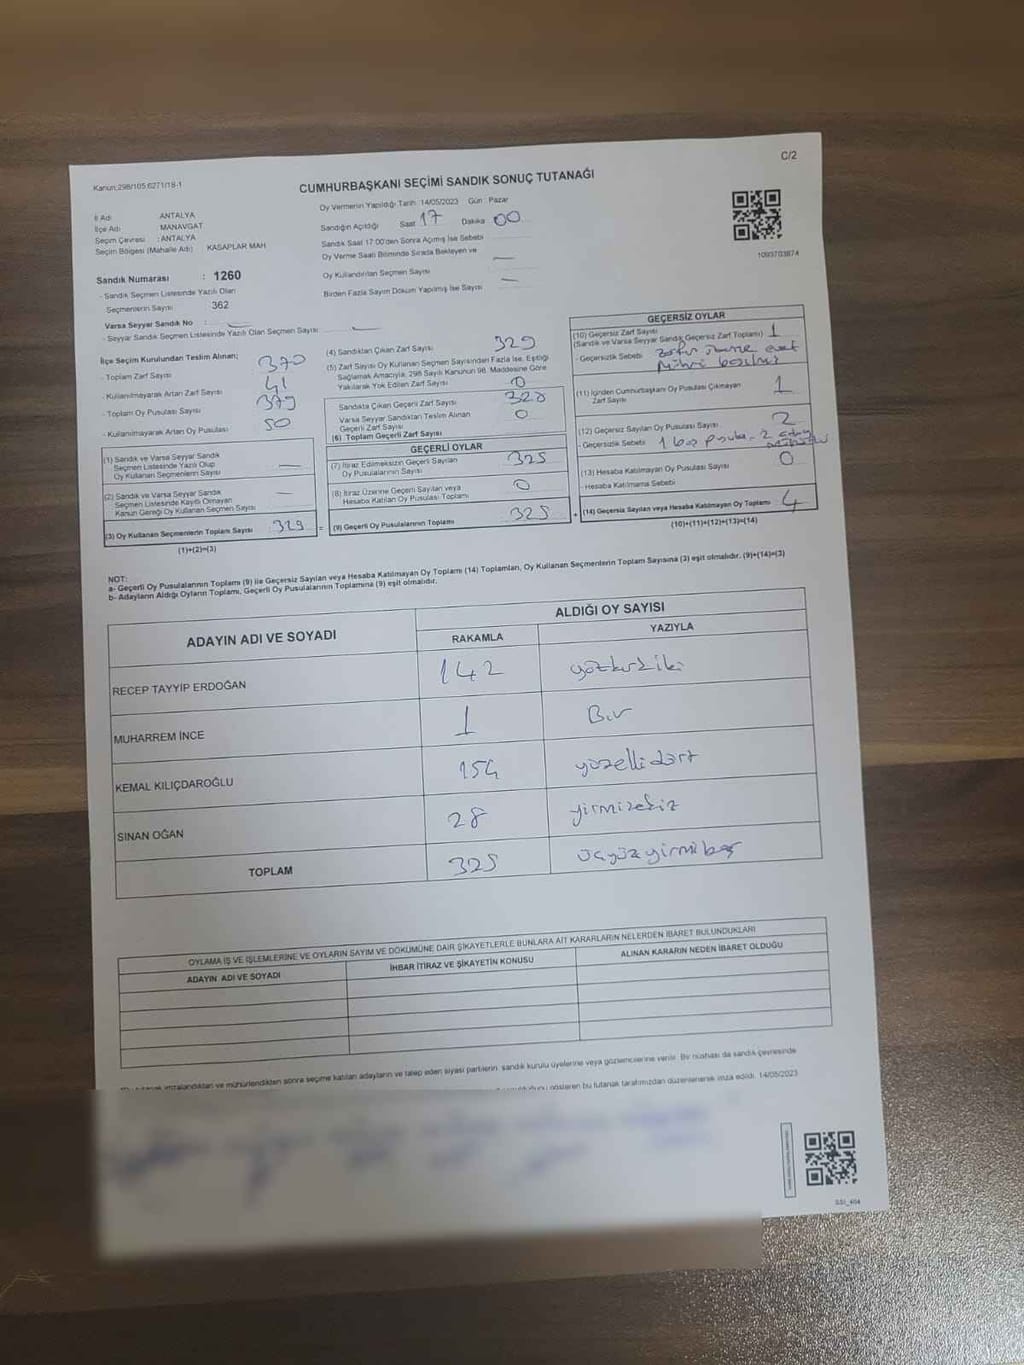 Kanun:298/105 6271/18-1
C/2
CUMHURBAŞKANI SEÇİMİ SANDIK SONUÇ TUTANAĞI
İl Adı ANTALYA
İlçe Adı MANAVGAT
Seçim Çevresi : ANTALYA
Seçim Bölgesi (Mahalle Adı) KASAPLAR MAH
Oy Vermenin Yapıldığı Tarih 14/05/2023 Gün: Pazar
Sandığın Açıldığı Saat 17 Dakika 00
Sandık Saat 17:00'den Sonra Açılmış İse Sebebi
Oy Verme Saati Bitiminde Sırada Bekleyen ve
Oy Kullandırılan Seçmen Sayısı —
Birden Fazla Sayım Döküm Yapılmış İse Sayısı —
Sandık Numarası : 1260
- Sandık Seçmen Listesinde Yazılı Olan
Seçmenlerin Sayısı 362
Varsa Seyyar Sandık No : —
- Seyyar Sandık Seçmen Listesinde Yazılı Olan Seçmen Sayısı —
İlçe Seçim Kurulundan Teslim Alınan;
- Toplam Zarf Sayısı 370
- Kullanılmayarak Artan Zarf Sayısı 41
- Toplam Oy Pusulası Sayısı 379
- Kullanılmayarak Artan Oy Pusulası 50
(1) Sandık ve Varsa Seyyar Sandık
Seçmen Listesinde Yazılı Olup
Oy Kullanan Seçmenlerin Sayısı —
(2) Sandık ve Varsa Seyyar Sandık
Seçmen Listesinde Kayıtlı Olmayan
Kanun Gereği Oy Kullanan Seçmen Sayısı —
(3) Oy Kullanan Seçmenlerin Toplam Sayısı 329
(1)+(2)=(3)
(4) Sandıktan Çıkan Zarf Sayısı 329
(5) Zarf Sayısı Oy Kullanan Seçmen Sayısından Fazla İse, Eşitliği
Sağlamak Amacıyla, 298 Sayılı Kanunun 98. Maddesine Göre
Yakılarak Yok Edilen Zarf Sayısı 0
Sandıkta Çıkan Geçerli Zarf Sayısı 328
Varsa Seyyar Sandıktan Teslim Alınan
Geçerli Zarf Sayısı 0
(6) Toplam Geçerli Zarf Sayısı
GEÇERLİ OYLAR
(7) İtiraz Edilmeksizin Geçerli Sayılan
Oy Pusulalarının Sayısı 325
(8) İtiraz Üzerine Geçerli Sayılan veya
Hesaba Katılan Oy Pusulası Toplamı 0
= (9) Geçerli Oy Pusulalarının Toplamı 325
GEÇERSİZ OYLAR
(10) Geçersiz Zarf Sayısı 1
(Sandık ve Varsa Seyyar Sandık Geçersiz Zarf Toplamı)
- Geçersizlik Sebebi zarfın üzerine evet
mührü
(11) İçinden Cumhurbaşkanı Oy Pusulası Çıkmayan
Zarf Sayısı 1
(12) Geçersiz Sayılan Oy Pusulası Sayısı 2
- Geçersizlik Sebebi 1 boş pusula - 2 aday
(13) Hesaba Katılmayan Oy Pusulası Sayısı 0
- Hesaba Katılmama Sebebi
+ (14) Geçersiz Sayılan veya Hesaba Katılmayan Oy Toplamı 4
(10)+(11)+(12)+(13)=(14)
NOT:
a- Geçerli Oy Pusulalarının Toplamı (9) ile Geçersiz Sayılan veya Hesaba Katılmayan Oy Toplamı (14) Toplamları, Oy Kullanan Seçmenlerin Toplam Sayısına (3) eşit olmalıdır. (9)+(14)=(3)
b- Adayların Aldığı Oyların Toplamı, Geçerli Oy Pusulalarının Toplamına (9) eşit olmalıdır.
ADAYIN ADI VE SOYADI
ALDIĞI OY SAYISI
RAKAMLA YAZIYLA
RECEP TAYYİP ERDOĞAN 142 yüzkırkiki
MUHARREM İNCE 1 Bir
KEMAL KILIÇDAROĞLU 154 yüzellidört
SİNAN OĞAN 28 yirmisekiz
TOPLAM 325 üçyüzyirmibeş
OYLAMA İŞ VE İŞLEMLERİNE VE OYLARIN SAYIM VE DÖKÜMÜNE DAİR ŞİKAYETLERLE BUNLARA AİT KARARLARIN NELERDEN İBARET BULUNDUKLARI
ADAYIN ADI VE SOYADI İHBAR İTİRAZ VE ŞİKAYETİN KONUSU ALINAN KARARIN NEDEN İBARET OLDUĞU
tutanak imzalandıktan ve mühürlendikten sonra seçime katılan adayların ve talep eden siyasi partilerin sandık kurulu üyelerine veya gözlemcilerine verilir. Bir nüshası da sandık çevresinde
gösteren bu tutanak tarafımızdan düzenlenerek imza edildi. 14/05/2023